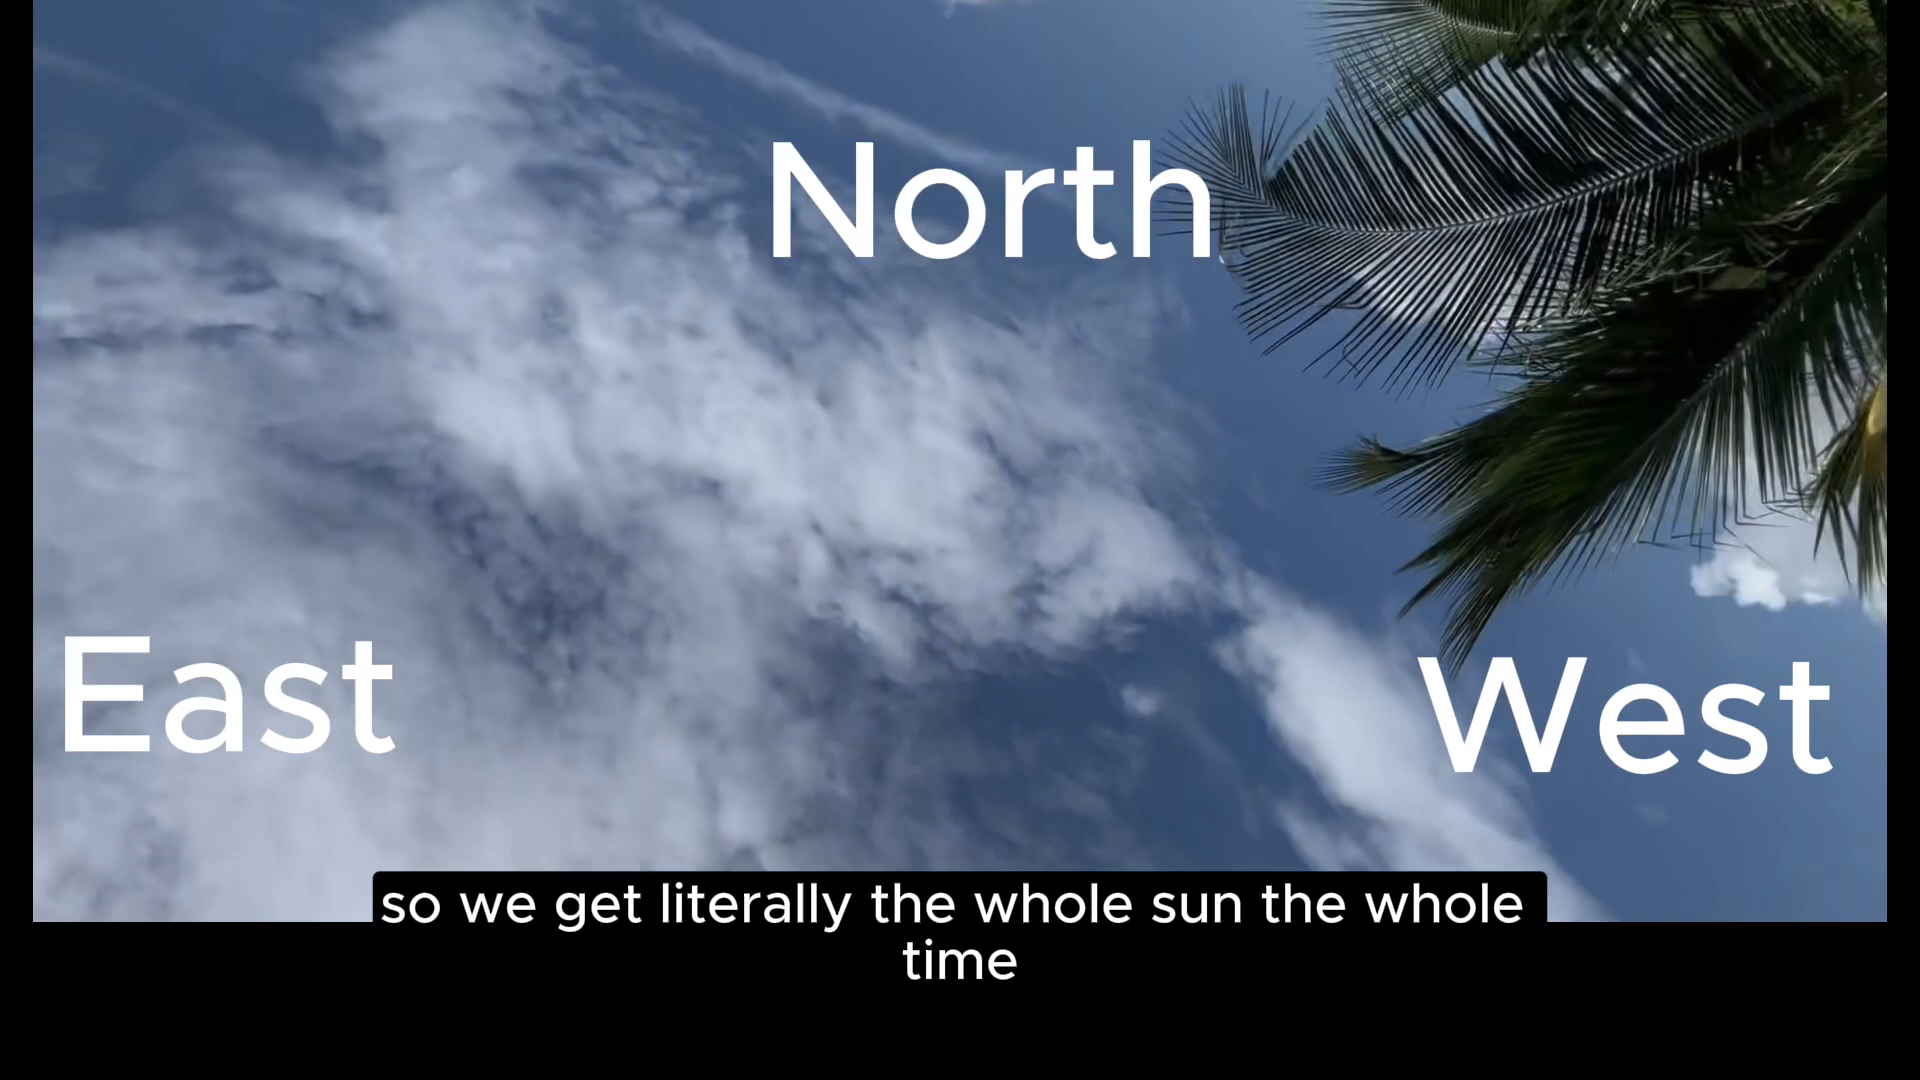 North
East
West
so we get literally the whole sun the whole
time